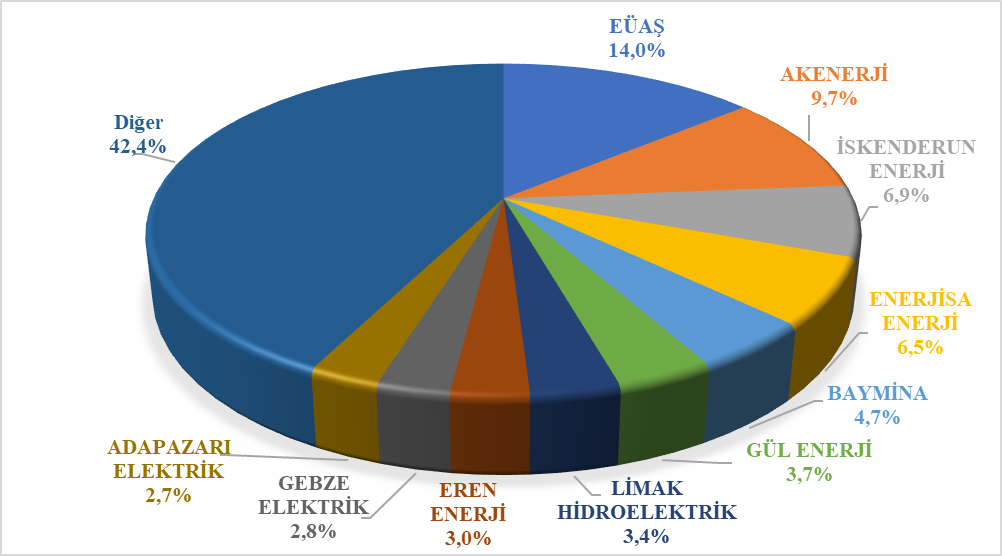 EÜAŞ
14,0%
AKENERJİ
9,7%
İSKENDERUN
ENERJİ
6,9%
ENERJİSA
ENERJİ
6,5%
BAYMİNA
4,7%
GÜL ENERJİ
3,7%
LİMAK
HİDROELEKTRİK
3,4%
EREN
ENERJİ
3,0%
GEBZE
ELEKTRİK
2,8%
ADAPAZARI
ELEKTRİK
2,7%
Diğer
42,4%